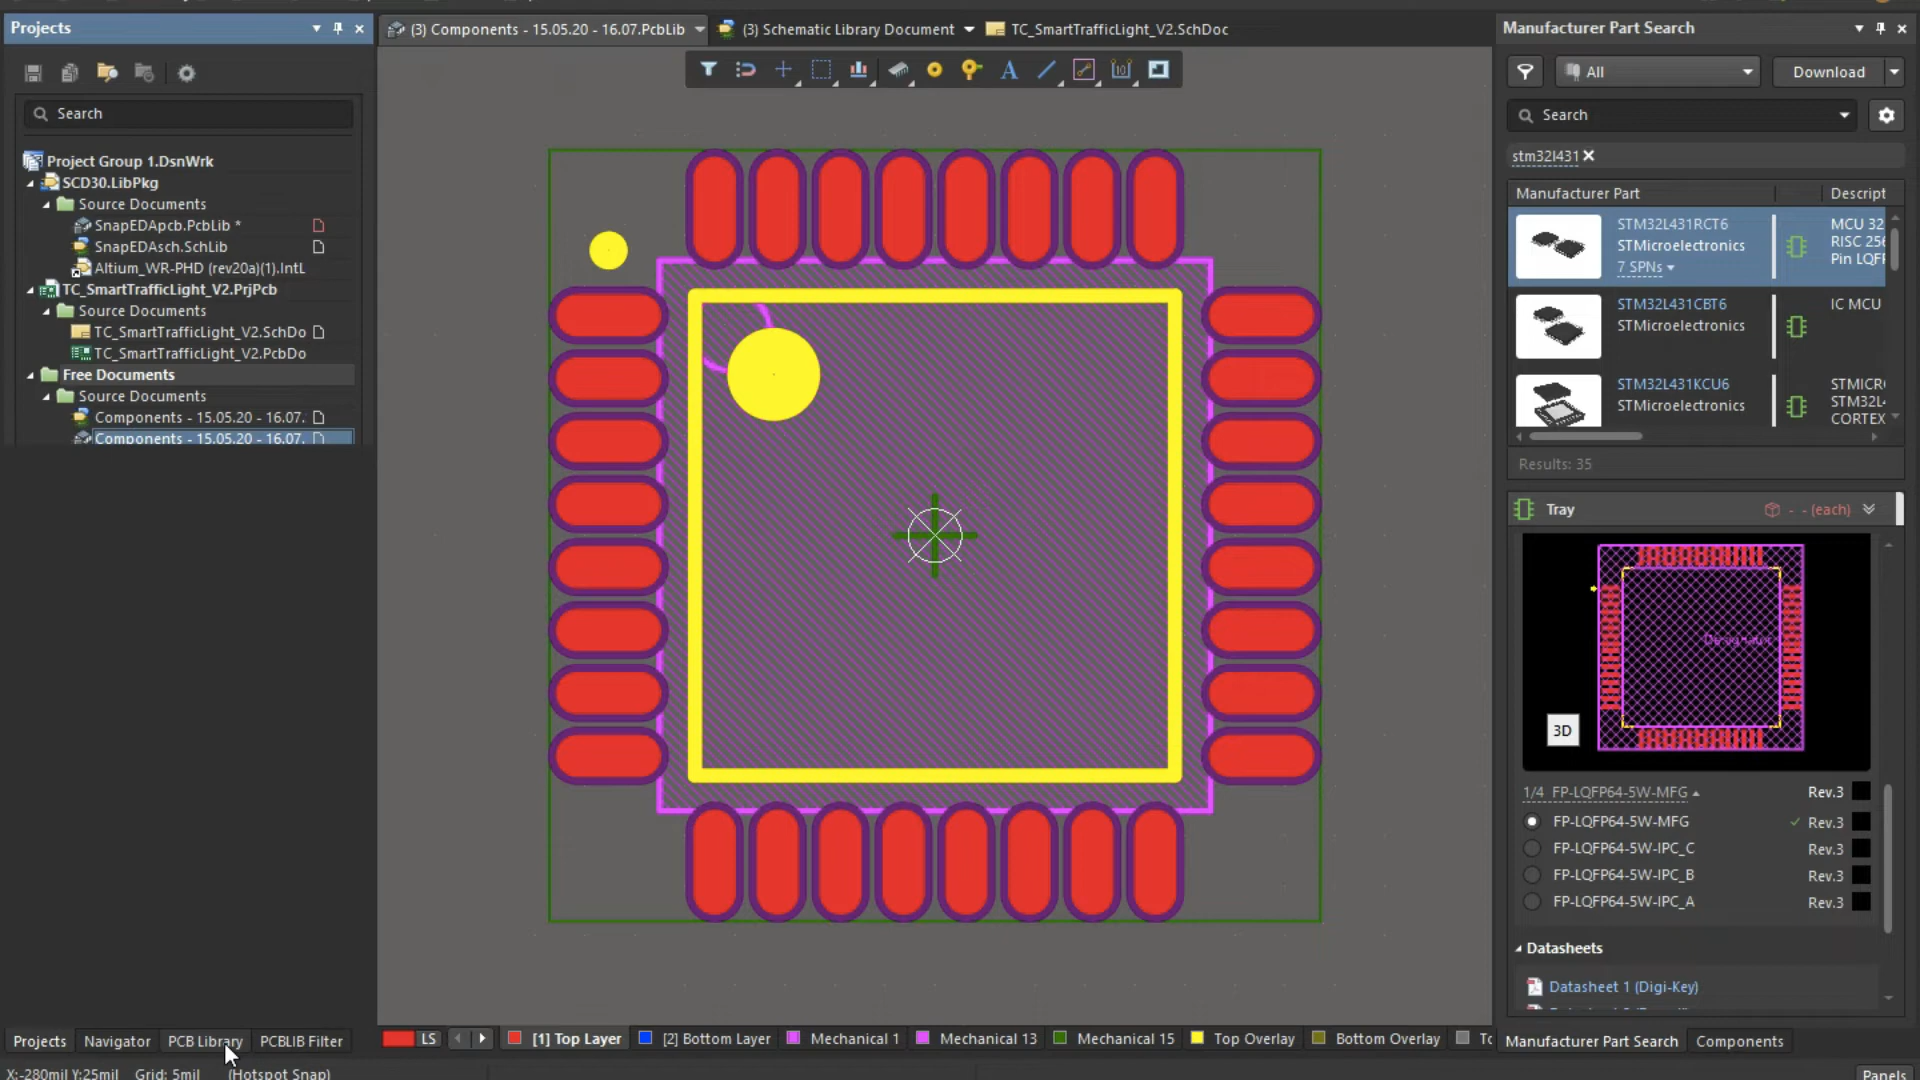 Projects
Search
Project Group 1.DsnWrk
SCD30.LibPkg
Source Documents
SnapEDApcb.PcbLib *
SnapEDAsch.SchLib
Altium_WR-PHD (rev20a)(1).IntL
TC_SmartTrafficLight_V2.PrjPcb
Source Documents
TC_SmartTrafficLight_V2.SchDo
TC_SmartTrafficLight_V2.PcbDo
Free Documents
Source Documents
Components - 15.05.20 - 16.07.
Components - 15.05.20 - 16.07.
Projects
Navigator
PCB Library
PCBLIB Filter
X:-280mil Y:25mil Grid: 5mil (Hotspot Snap)
(3) Components - 15.05.20 - 16.07.PcbLib
(3) Schematic Library Document
TC_SmartTrafficLight_V2.SchDoc
A
10
LS
[1] Top Layer
[2] Bottom Layer
Mechanical 1
Mechanical 13
Mechanical 15
Top Overlay
Bottom Overlay
Manufacturer Part Search
All
Download
Search
stm32l431
Manufacturer Part
Descript
STM32L431RCT6
STMicroelectronics
7 SPNs
MCU 32
RISC 256
Pin LQFP
STM32L431CBT6
STMicroelectronics
IC MCU
STM32L431KCU6
STMicroelectronics
STMICR
STM32L
CORTEX
Results: 35
Tray
- - (each)
Designator
3D
1/4 FP-LQFP64-5W-MFG
Rev.3
FP-LQFP64-5W-MFG
Rev.3
FP-LQFP64-5W-IPC_C
Rev.3
FP-LQFP64-5W-IPC_B
Rev.3
FP-LQFP64-5W-IPC_A
Rev.3
Datasheets
Datasheet 1 (Digi-Key)
Manufacturer Part Search
Components
Panels